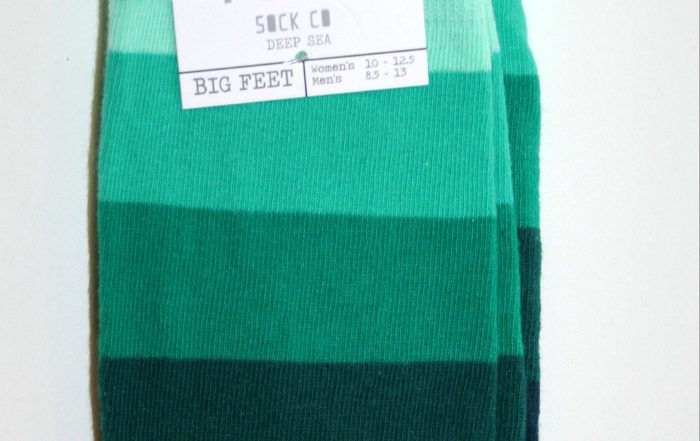 SOCK CO
DEEP SEA
BIG FEET
Women's 10 - 12.5
Men's 8.5 - 13